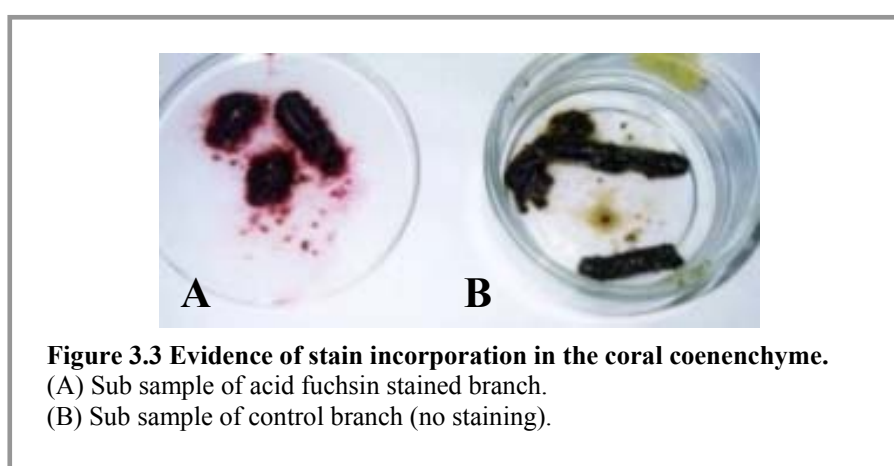 A B
Figure 3.3 Evidence of stain incorporation in the coral coenenchyme.
(A) Sub sample of acid fuchsin stained branch.
(B) Sub sample of control branch (no staining).